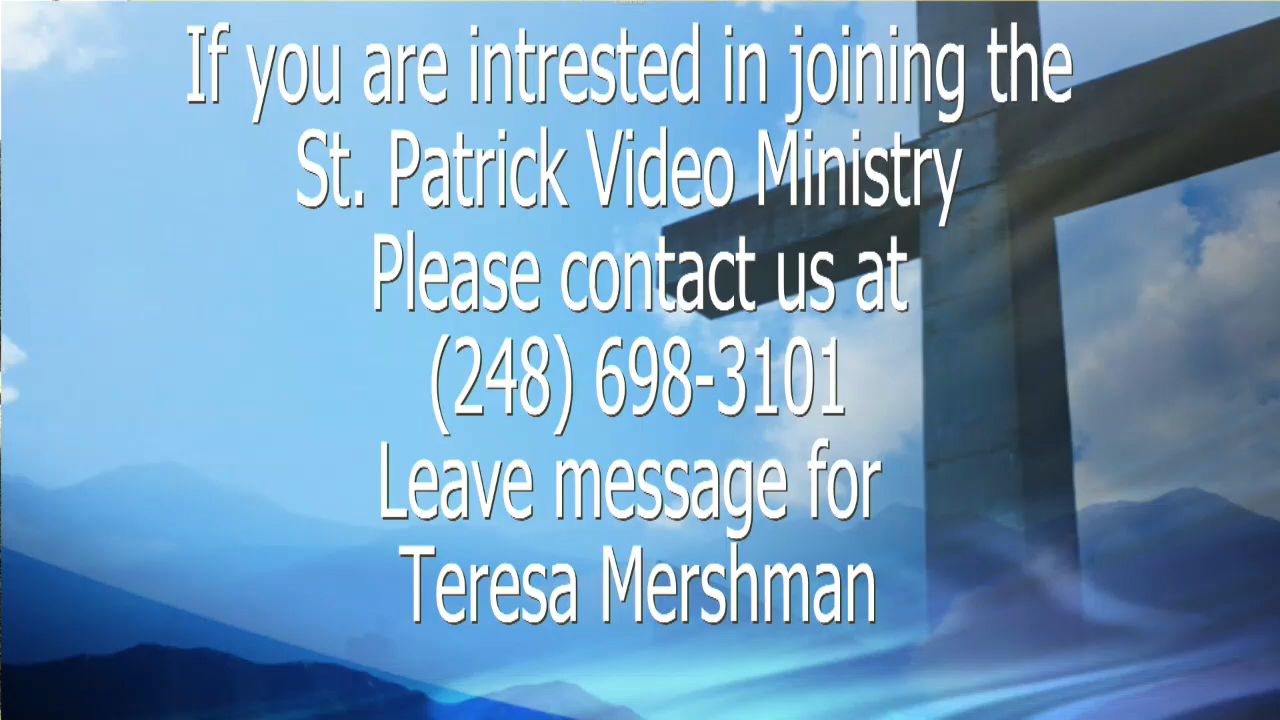 If you are intrested in joining the
St. Patrick Video Ministry
Please contact us at
(248) 698-3101
Leave message for
Teresa Mershman